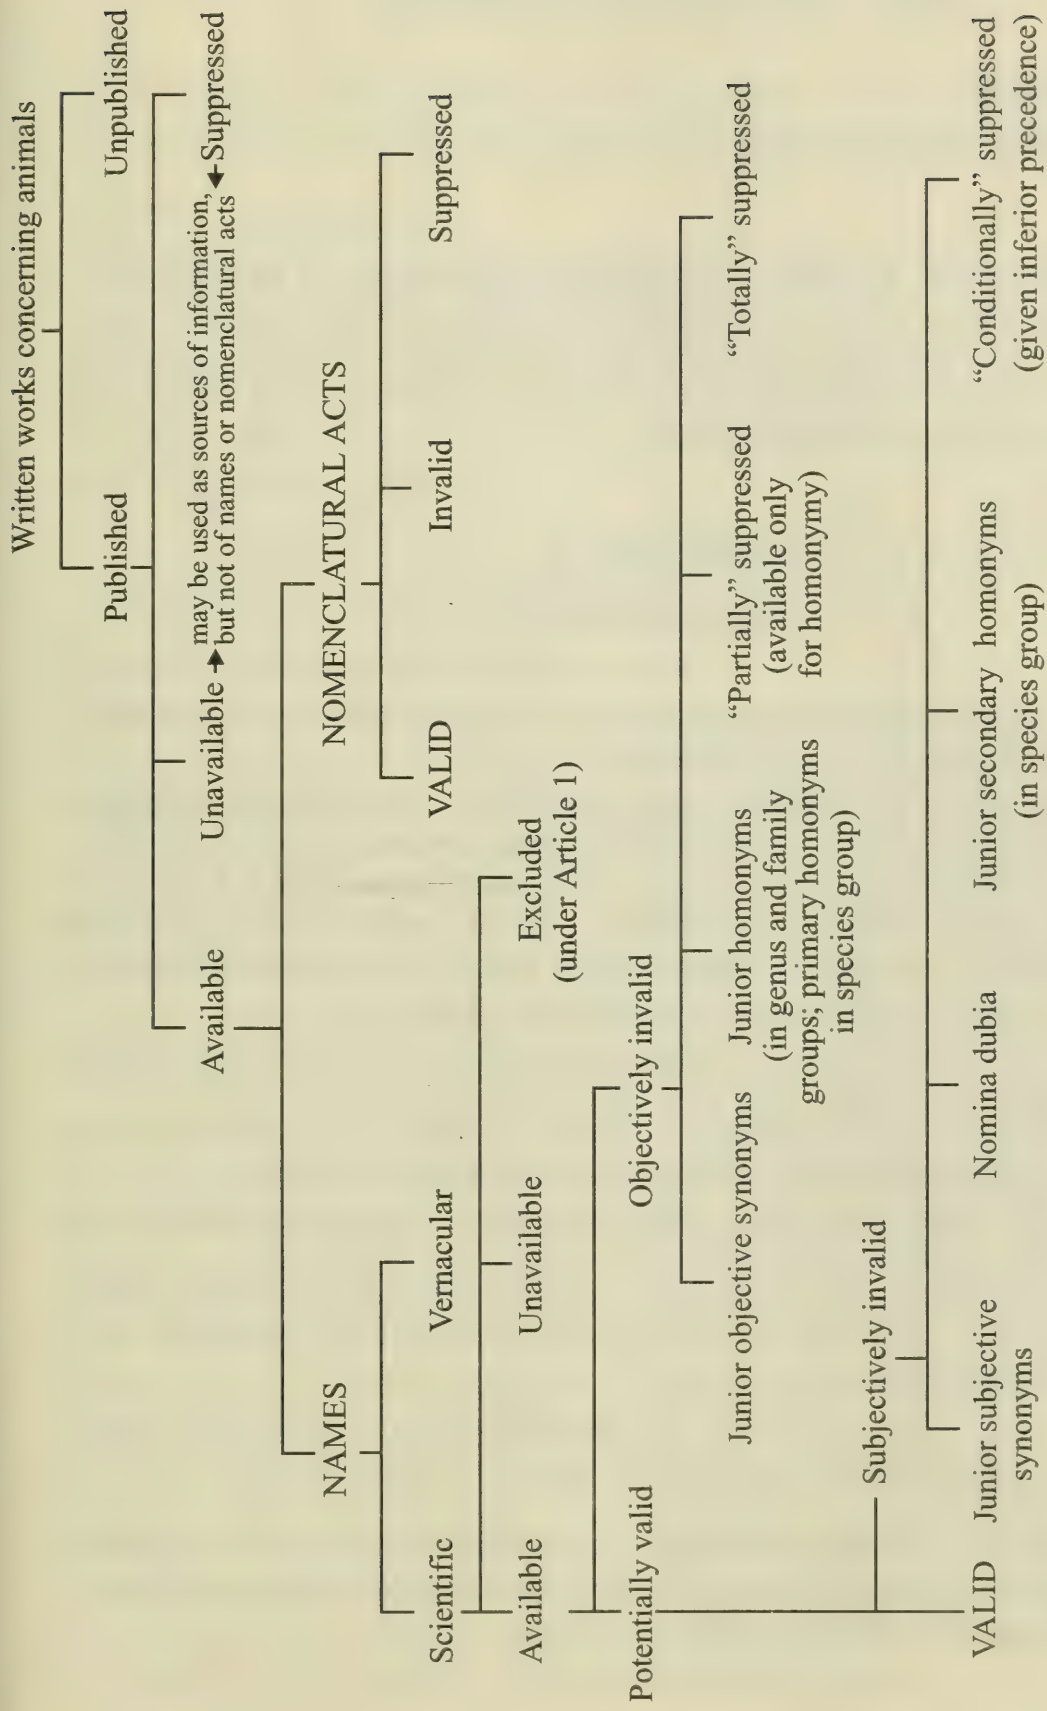 Written works concerning animals
Published
Unpublished
Available
Unavailable
may be used as sources of information,
but not of names or nomenclatural acts
Suppressed
NAMES
NOMENCLATURAL ACTS
Scientific
Vernacular
VALID
Invalid
Suppressed
Available
Unavailable
Excluded
(under Article 1)
Potentially valid
Objectively invalid
Junior objective synonyms
Junior homonyms
(in genus and family
groups; primary homonyms
in species group)
“Partially” suppressed
(available only
for homonymy)
“Totally” suppressed
Subjectively invalid
VALID
Junior subjective
synonyms
Nomina dubia
Junior secondary homonyms
(in species group)
“Conditionally” suppressed
(given inferior precedence)